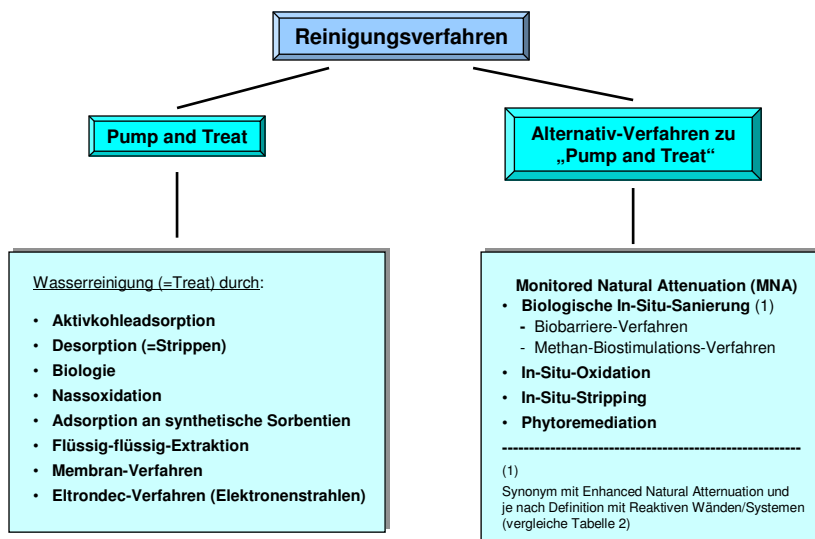 Reinigungsverfahren
Pump and Treat
Alternativ-Verfahren zu
„Pump and Treat“
Wasserreinigung (=Treat) durch:
• Aktivkohleadsorption
• Desorption (=Strippen)
• Biologie
• Nassoxidation
• Adsorption an synthetische Sorbentien
• Flüssig-flüssig-Extraktion
• Membran-Verfahren
• Eltrondec-Verfahren (Elektronenstrahlen)
Monitored Natural Attenuation (MNA)
• Biologische In-Situ-Sanierung (1)
- Biobarriere-Verfahren
- Methan-Biostimulations-Verfahren
• In-Situ-Oxidation
• In-Situ-Stripping
• Phytoremediation
(1)
Synonym mit Enhanced Natural Atternuation und
je nach Definition mit Reaktiven Wänden/Systemen
(vergleiche Tabelle 2)